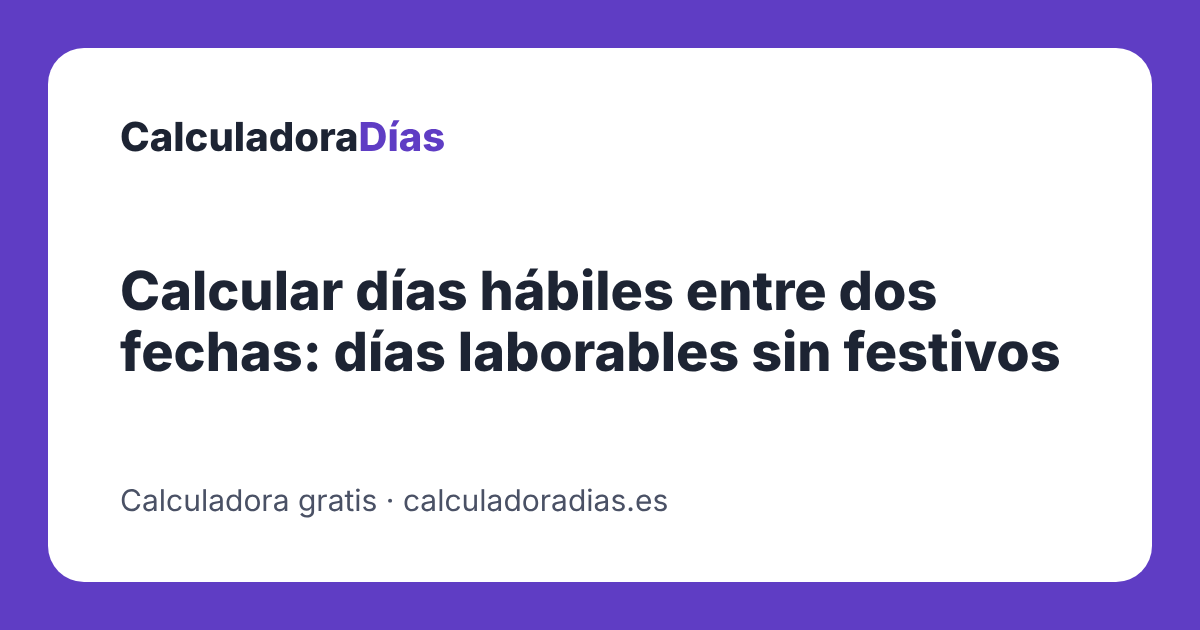 CalculadoraDías
Calcular días hábiles entre dos
fechas: días laborables sin festivos
Calculadora gratis · calculadoradias.es